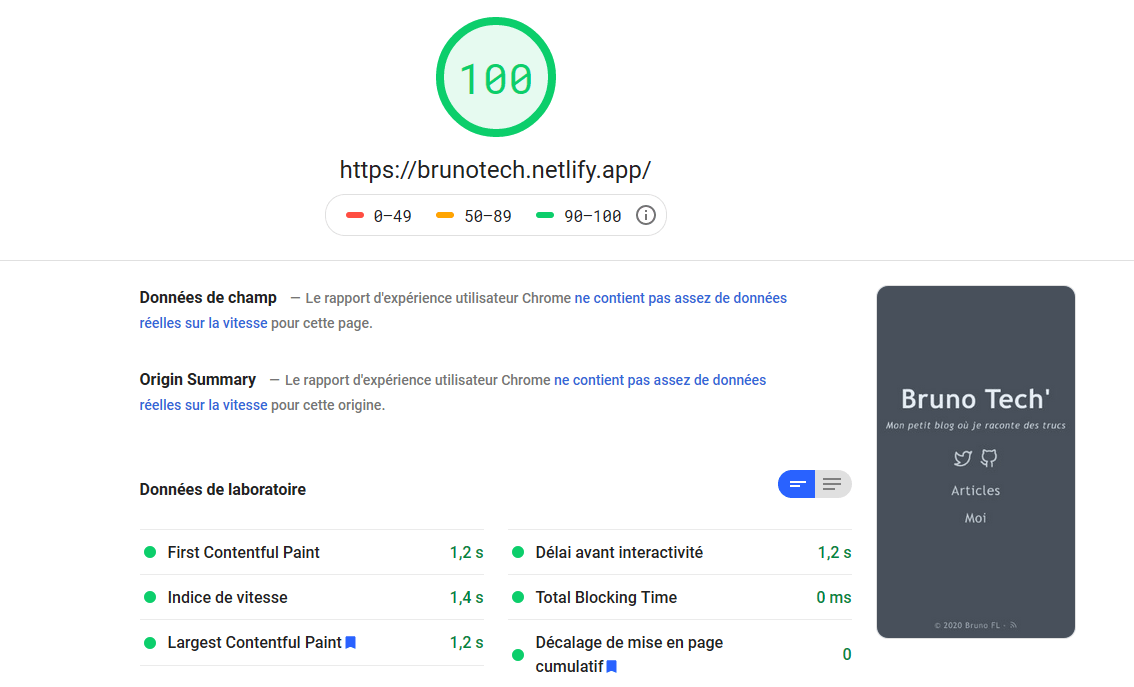 100
https://brunotech.netlify.app/
0–49 50–89 90–100
Données de champ — Le rapport d'expérience utilisateur Chrome ne contient pas assez de données
réelles sur la vitesse pour cette page.
Origin Summary — Le rapport d'expérience utilisateur Chrome ne contient pas assez de données
réelles sur la vitesse pour cette origine.
Données de laboratoire
First Contentful Paint 1,2 s
Délai avant interactivité 1,2 s
Indice de vitesse 1,4 s
Total Blocking Time 0 ms
Largest Contentful Paint 1,2 s
Décalage de mise en page
cumulatif 0
Bruno Tech'
Mon petit blog où je raconte des trucs
Articles
Moi
© 2020 Bruno FL -